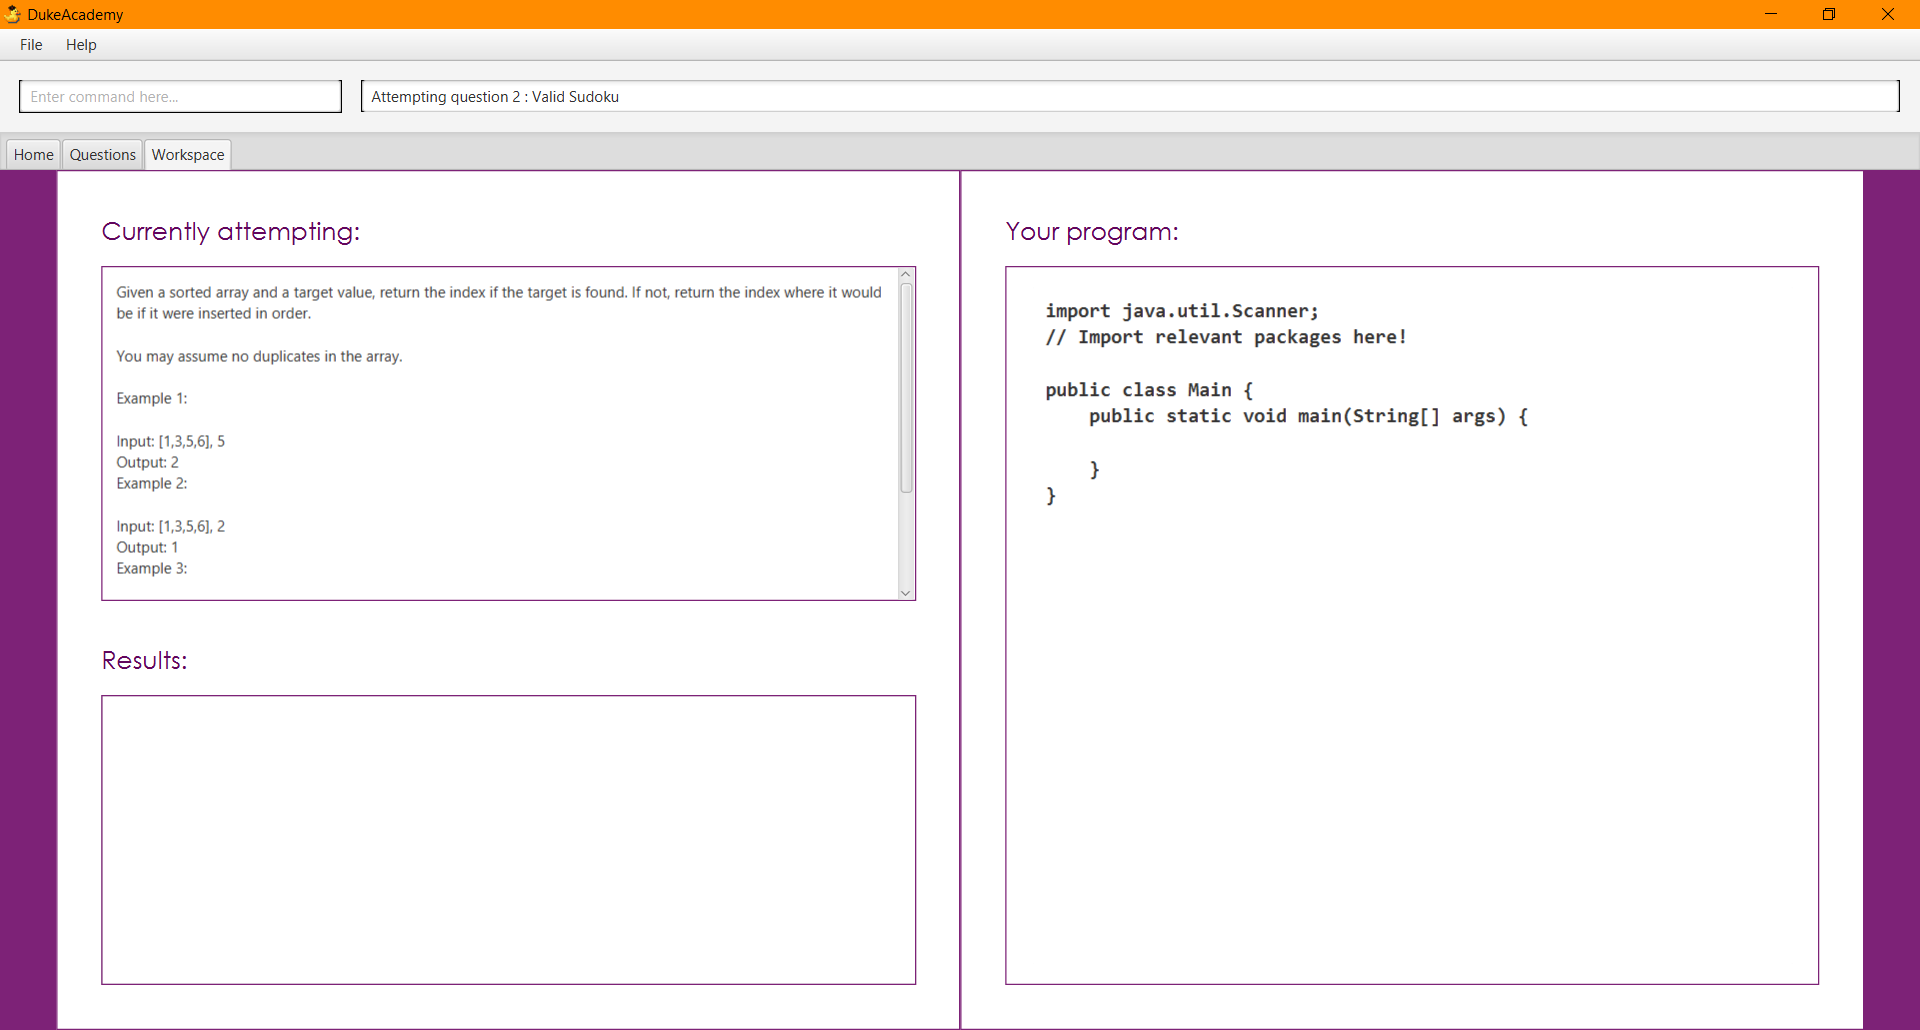 DukeAcademy
File Help
Enter command here...
Attempting question 2 : Valid Sudoku
Home Questions Workspace
Currently attempting:
Given a sorted array and a target value, return the index if the target is found. If not, return the index where it would
be if it were inserted in order.
You may assume no duplicates in the array.
Example 1:
Input: [1,3,5,6], 5
Output: 2
Example 2:
Input: [1,3,5,6], 2
Output: 1
Example 3:
Results:
Your program:
import java.util.Scanner;
// Import relevant packages here!
public class Main {
    public static void main(String[] args) {
    }
}